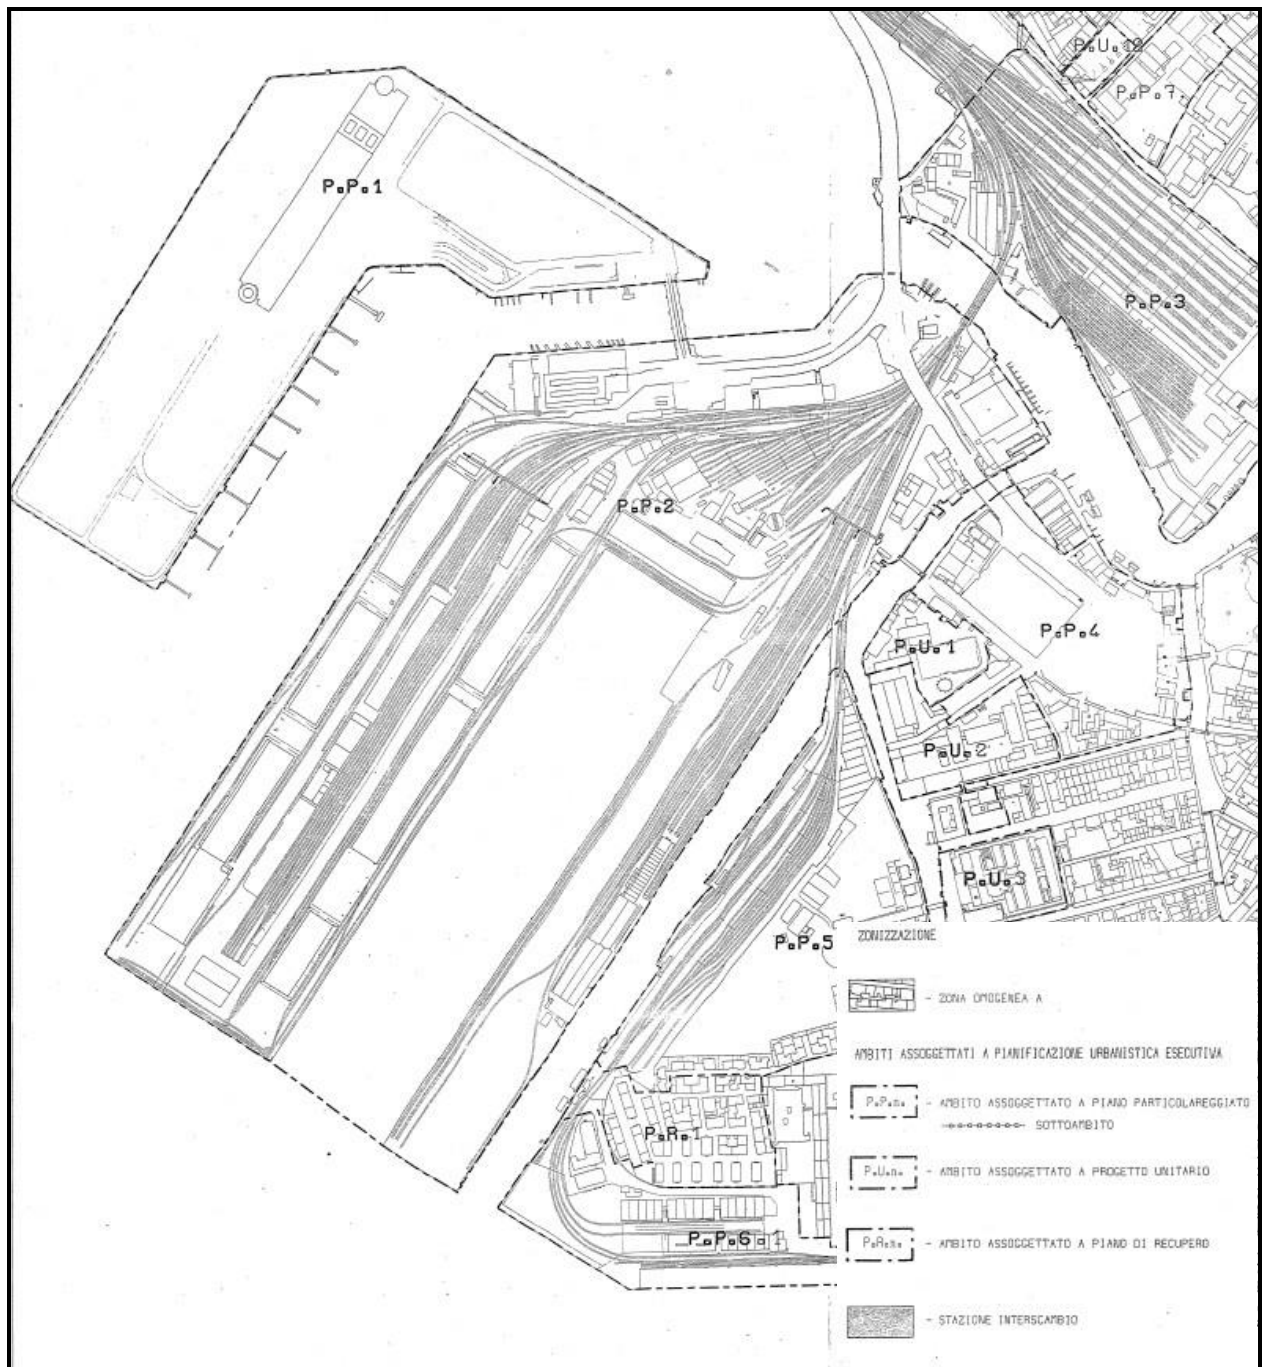 P.U. 19
P.P.7.
P.P.1
P.P.3
P.P.2
P.P.4
P.U.1
P.U.2
P.U.3
P.P.5
P.R.1
P.P.6
ZONIZZAZIONE
- ZONA OMOGENEA A
AMBITI ASSOGGETTATI A PIANIFICAZIONE URBANISTICA ESECUTIVA
P.P.n. - AMBITO ASSOGGETTATO A PIANO PARTICOLAREGGIATO
SOTTOAMBITO
P.U.n. - AMBITO ASSOGGETTATO A PROGETTO UNITARIO
P.R.n. - AMBITO ASSOGGETTATO A PIANO DI RECUPERO
- STAZIONE INTERSCAMBIO